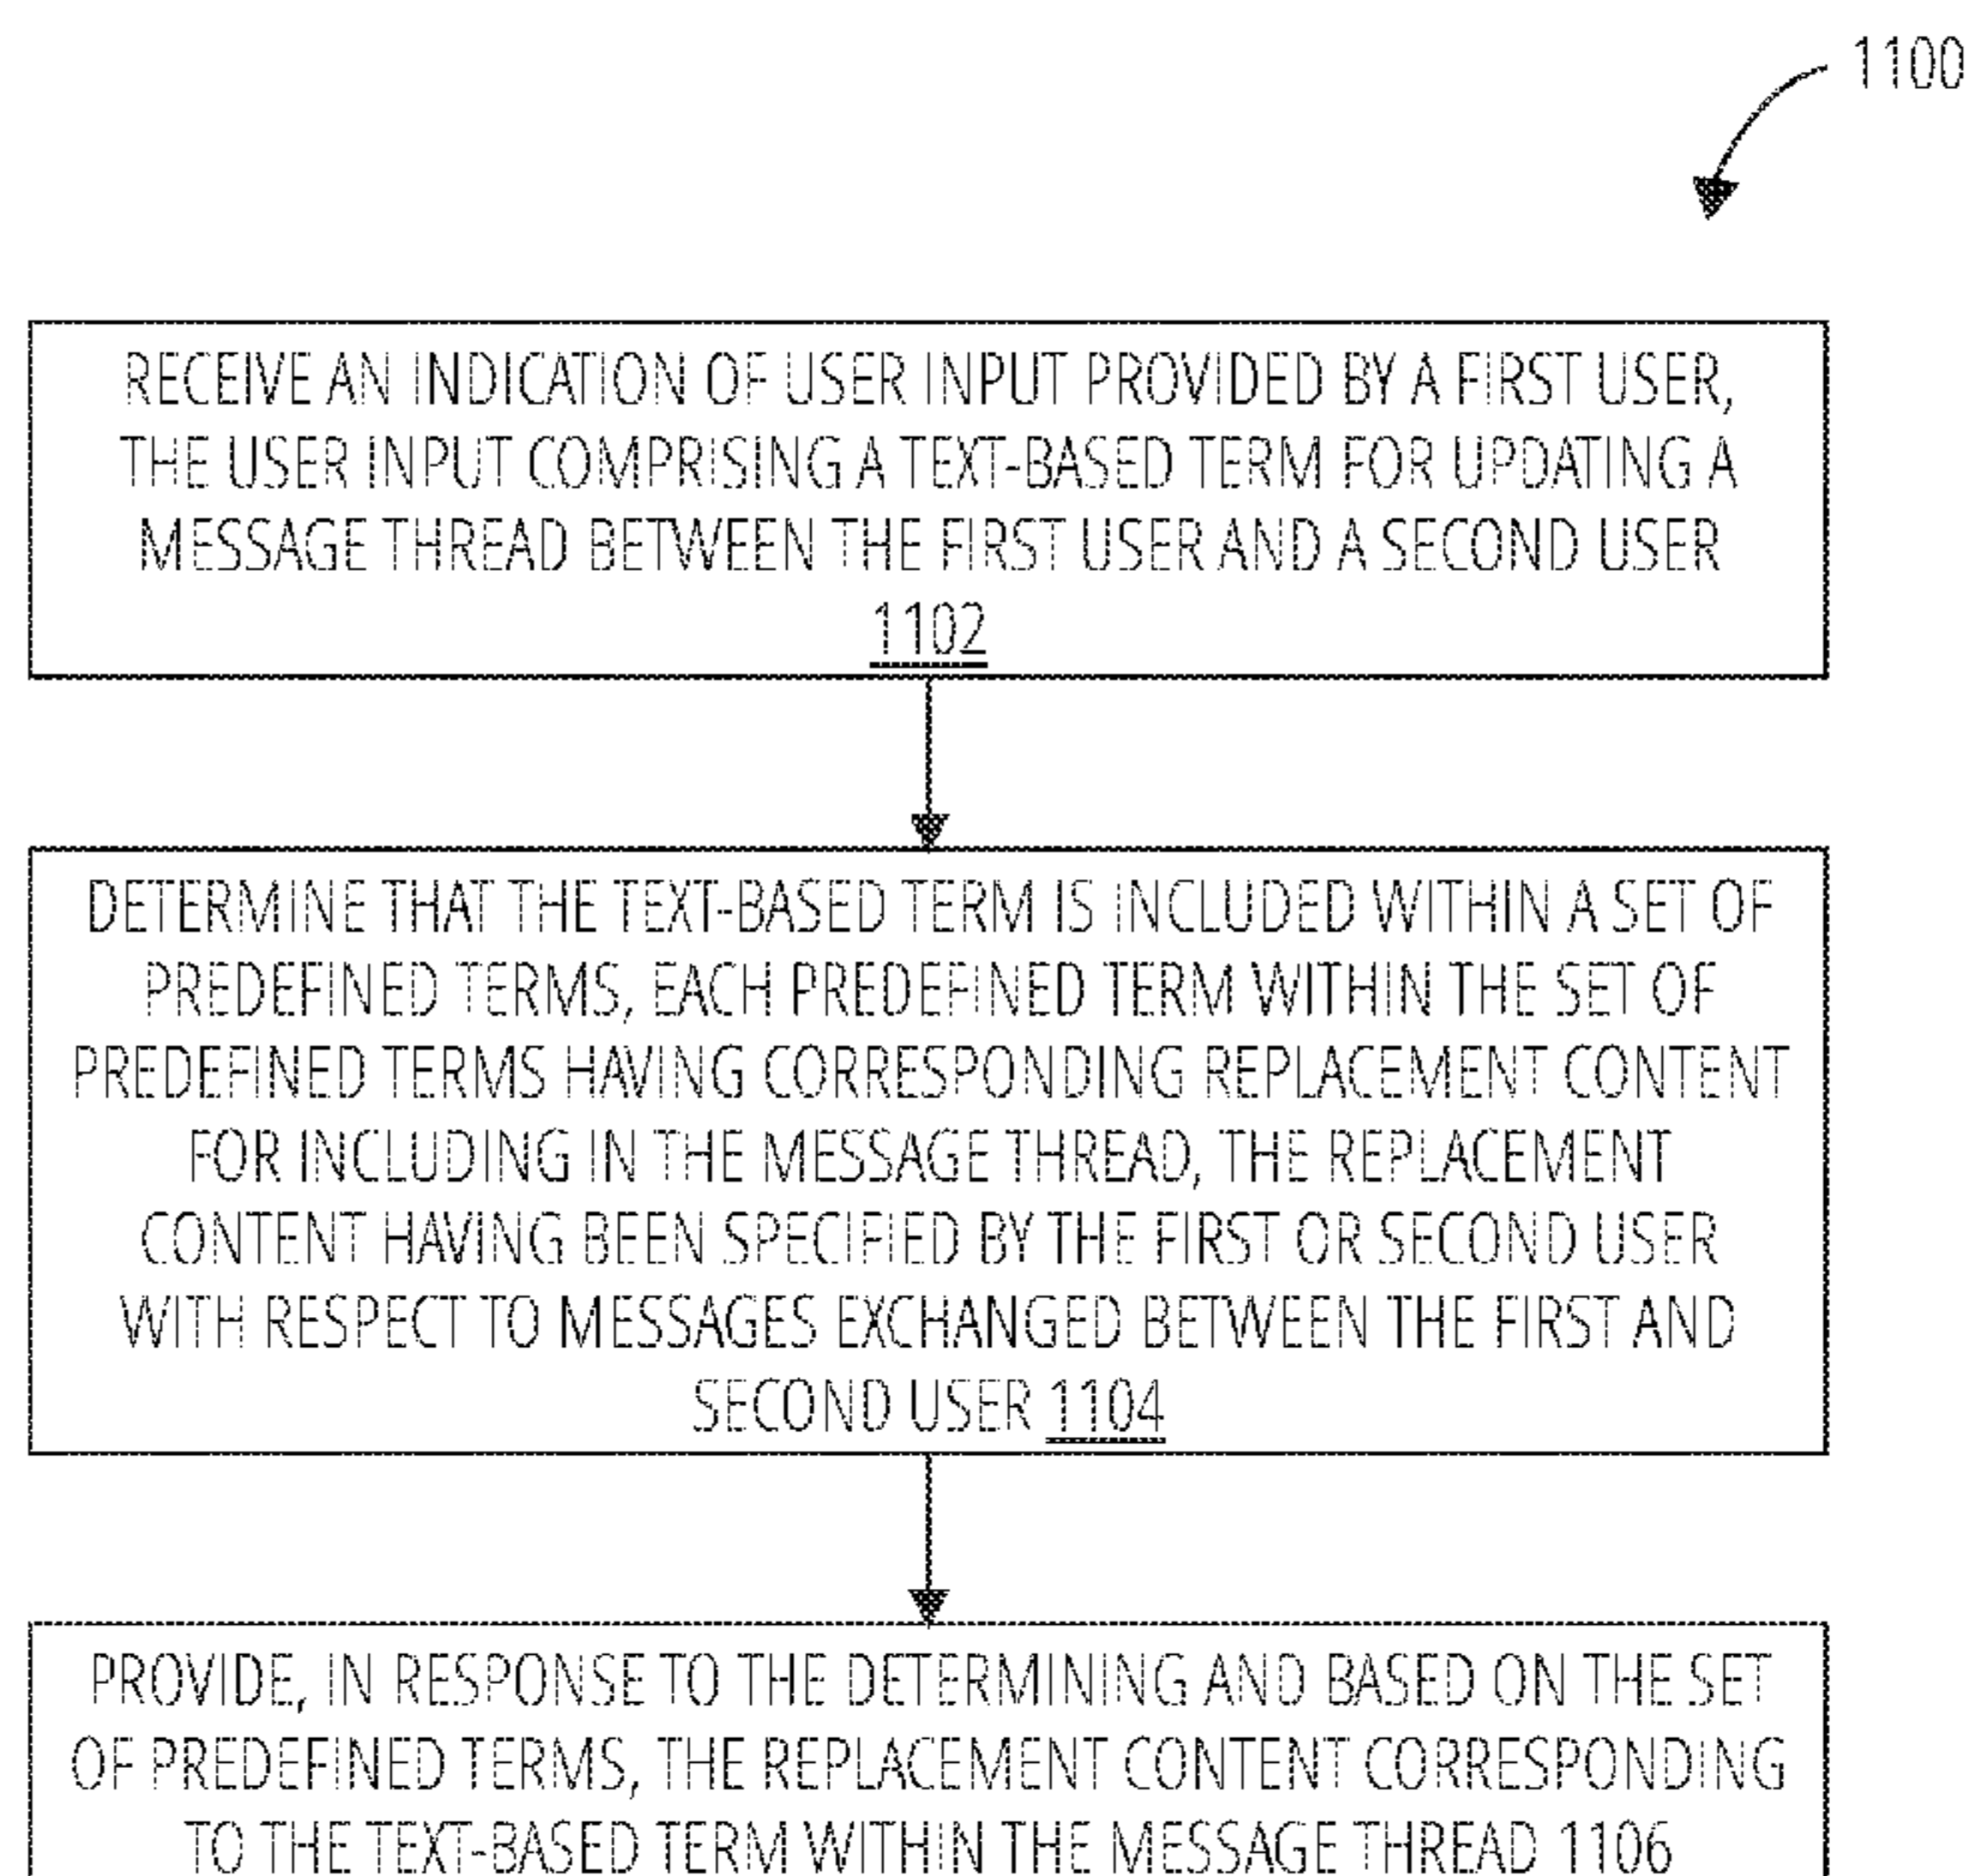 1100
RECEIVE AN INDICATION OF USER INPUT PROVIDED BY A FIRST USER,
THE USER INPUT COMPRISING A TEXT-BASED TERM FOR UPDATING A
MESSAGE THREAD BETWEEN THE FIRST USER AND A SECOND USER
1102
DETERMINE THAT THE TEXT-BASED TERM IS INCLUDED WITHIN A SET OF
PREDEFINED TERMS, EACH PREDEFINED TERM WITHIN THE SET OF
PREDEFINED TERMS HAVING CORRESPONDING REPLACEMENT CONTENT
FOR INCLUDING IN THE MESSAGE THREAD, THE REPLACEMENT
CONTENT HAVING BEEN SPECIFIED BY THE FIRST OR SECOND USER
WITH RESPECT TO MESSAGES EXCHANGED BETWEEN THE FIRST AND
SECOND USER 1104
PROVIDE, IN RESPONSE TO THE DETERMINING AND BASED ON THE SET
OF PREDEFINED TERMS, THE REPLACEMENT CONTENT CORRESPONDING
TO THE TEXT-BASED TERM WITHIN THE MESSAGE THREAD 1106